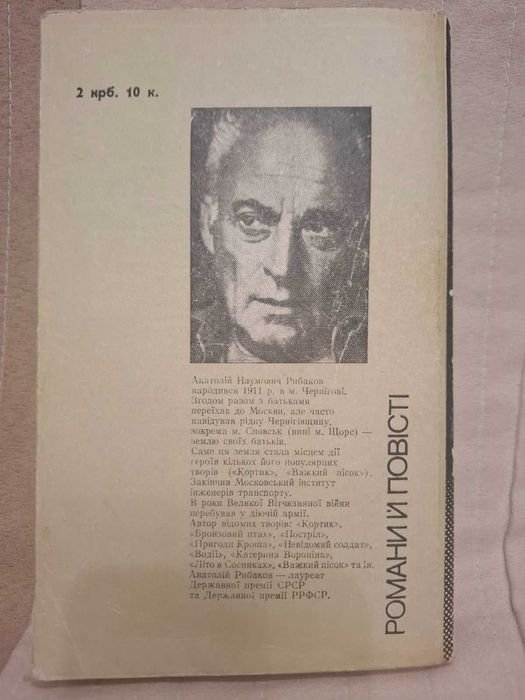 2 крб. 10 к.
Анатолій Наумович Рибаков
народився 1911 р. в м. Чернігові.
Згодом разом з батьками
переїхав до Москви, але часто
навідував рідну Чернігівщину,
зокрема м. Сновськ (нині м. Щорс) —
землю своїх батьків.
Саме ця земля стала місцем дії
героїв кількох його популярних
творів («Кортик», «Важкий пісок»).
Закінчив Московський інститут
інженерів транспорту.
В роки Великої Вітчизняної війни
перебував у діючій армії.
Автор відомих творів: «Кортик»,
«Бронзовий птах», «Постріл»,
«Пригоди Кроша», «Невідомий солдат»,
«Водії», «Катерина Вороніна»,
«Літо в Сосняках», «Важкий пісок» та ін.
Анатолій Рибаков — лауреат
Державної премії СРСР
та Державної премії РРФСР.
РОМАНИ Й ПОВІСТІ